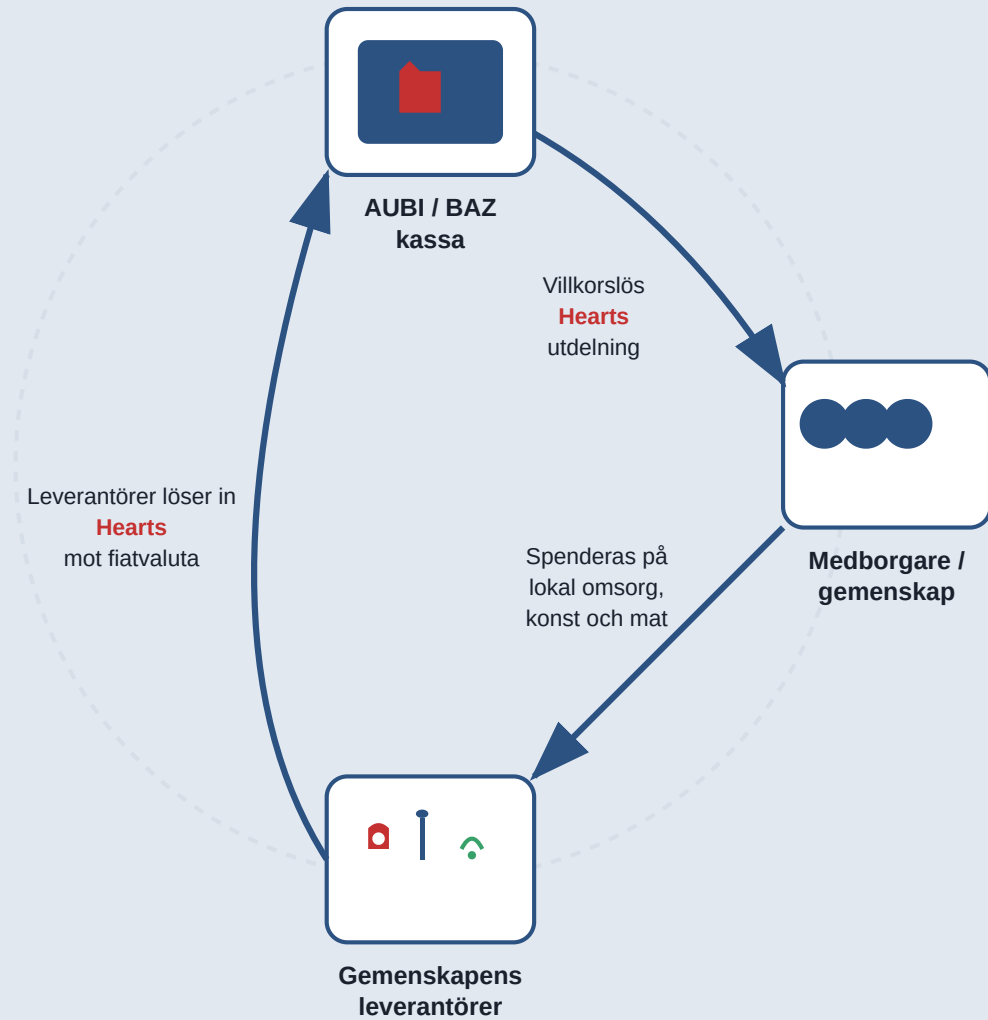 AUBI / BAZ
kassa
Villkorslös
Hearts
utdelning
Medborgare /
gemenskap
Spenderas på
lokal omsorg,
konst och mat
Gemenskapens
leverantörer
Leverantörer löser in
Hearts
mot fiatvaluta